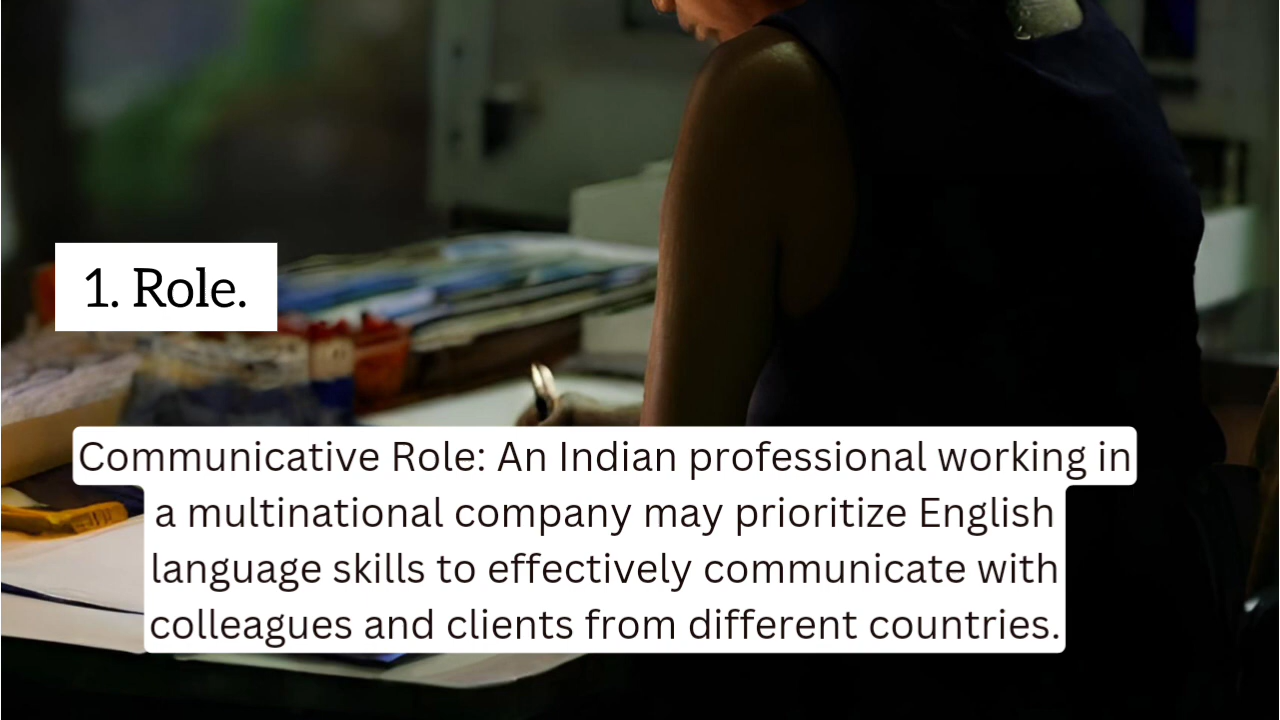 1. Role.
Communicative Role: An Indian professional working in
a multinational company may prioritize English
language skills to effectively communicate with
colleagues and clients from different countries.